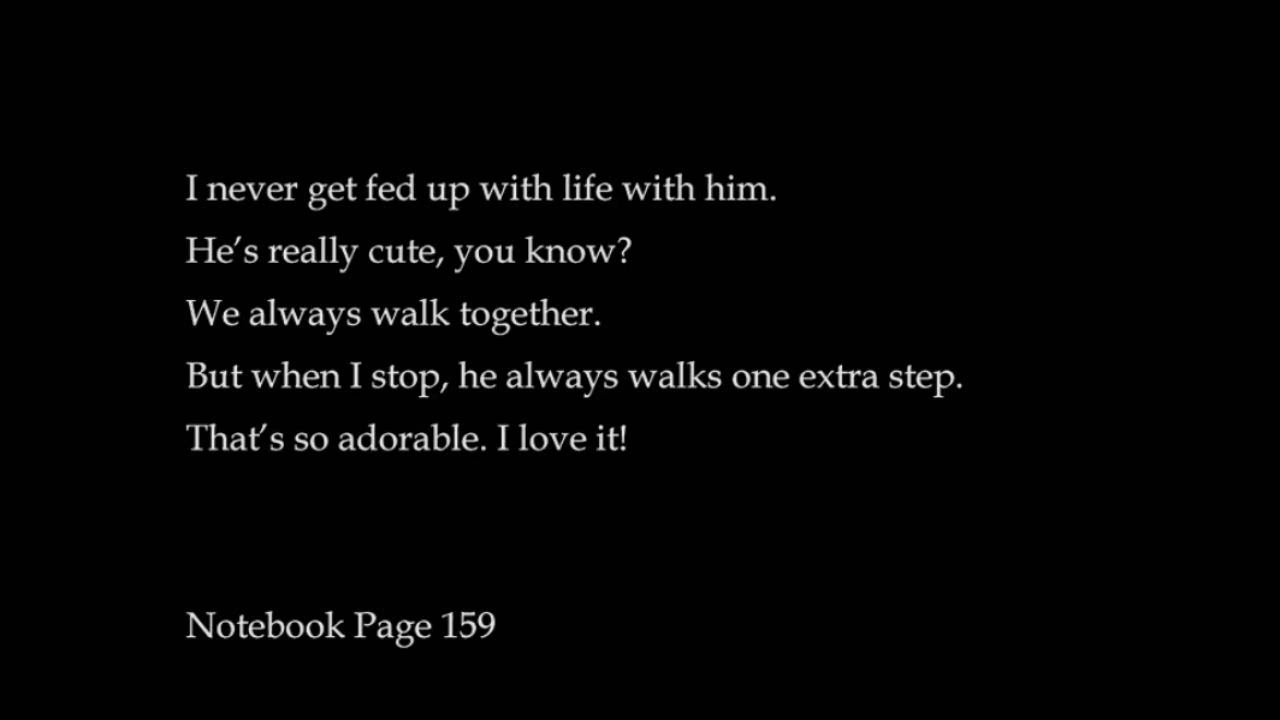 I never get fed up with life with him.
He’s really cute, you know?
We always walk together.
But when I stop, he always walks one extra step.
That’s so adorable. I love it!
Notebook Page 159